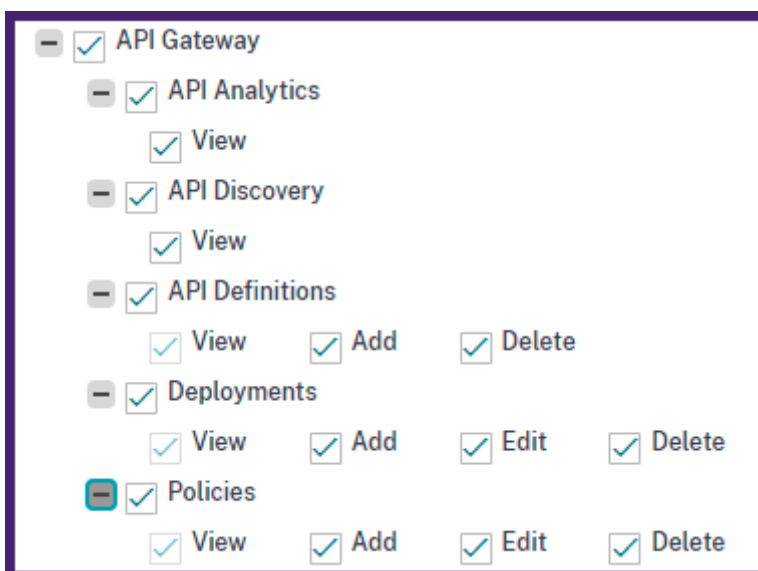 API Gateway
API Analytics
View
API Discovery
View
API Definitions
View Add Delete
Deployments
View Add Edit Delete
Policies
View Add Edit Delete